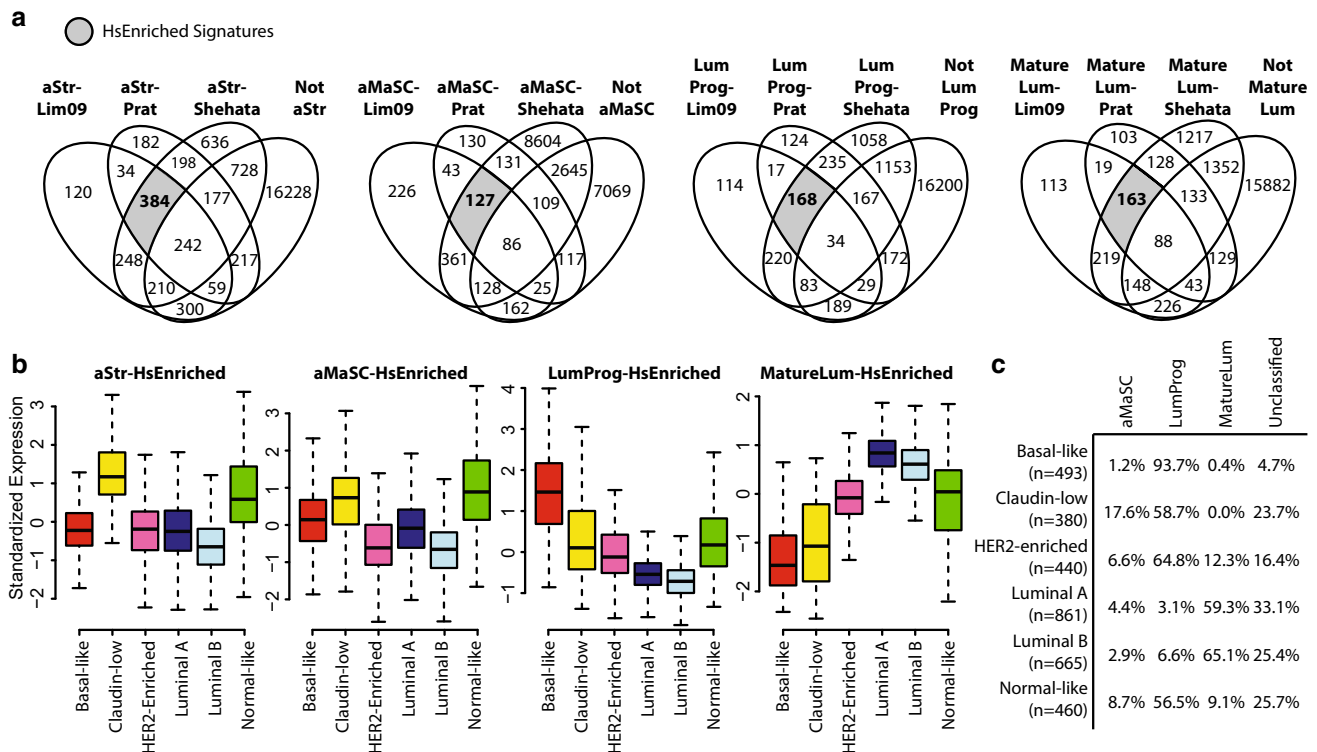 a
HsEnriched Signatures
aStr-
Lim09
aStr-
Prat
aStr-
Shehata
Not
aStr
120
182
636
16228
34
198
728
384
177
242
248
217
210
59
300
aMaSC-
Lim09
aMaSC-
Prat
aMaSC-
Shehata
Not
aMaSC
226
130
8604
7069
43
131
2645
127
109
86
361
117
128
25
162
Lum
Prog-
Lim09
Lum
Prog-
Prat
Lum
Prog-
Shehata
Not
Lum
Prog
114
124
1058
16200
17
235
1153
168
167
34
220
172
83
29
189
Mature
Lum-
Lim09
Mature
Lum-
Prat
Mature
Lum-
Shehata
Not
Mature
Lum
113
103
1217
15882
19
128
1352
163
133
88
219
129
148
43
226
b
Standardized Expression
aStr-HsEnriched
3
2
1
0
−1
−2
Basal-like
Claudin-low
HER2-Enriched
Luminal A
Luminal B
Normal-like
aMaSC-HsEnriched
3
2
1
0
−2
Basal-like
Claudin-low
HER2-Enriched
Luminal A
Luminal B
Normal-like
LumProg-HsEnriched
4
3
2
1
0
−1
Basal-like
Claudin-low
HER2-Enriched
Luminal A
Luminal B
Normal-like
MatureLum-HsEnriched
2
1
0
−1
−2
Basal-like
Claudin-low
HER2-Enriched
Luminal A
Luminal B
Normal-like
c
aMaSC LumProg MatureLum Unclassified
Basal-like
(n=493) 1.2% 93.7% 0.4% 4.7%
Claudin-low
(n=380) 17.6% 58.7% 0.0% 23.7%
HER2-enriched
(n=440) 6.6% 64.8% 12.3% 16.4%
Luminal A
(n=861) 4.4% 3.1% 59.3% 33.1%
Luminal B
(n=665) 2.9% 6.6% 65.1% 25.4%
Normal-like
(n=460) 8.7% 56.5% 9.1% 25.7%